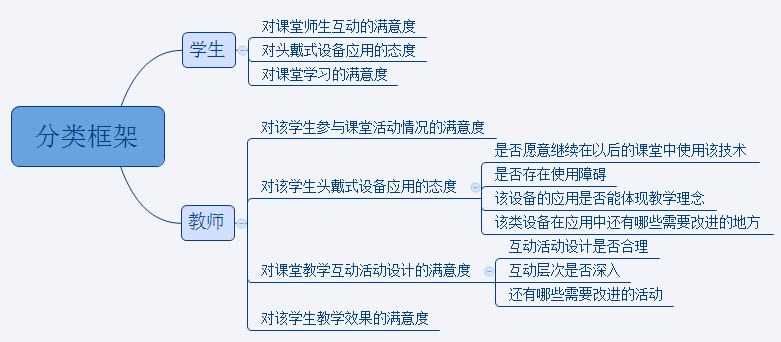 分类框架
学生
对课堂师生互动的满意度
对头戴式设备应用的态度
对课堂学习的满意度
教师
对该学生参与课堂活动情况的满意度
对该学生头戴式设备应用的态度
是否愿意继续在以后的课堂中使用该技术
是否存在使用障碍
该设备的应用是否能体现教学理念
该类设备在应用中还有哪些需要改进的地方
对课堂教学互动活动设计的满意度
互动活动设计是否合理
互动层次是否深入
还有哪些需要改进的活动
对该学生教学效果的满意度